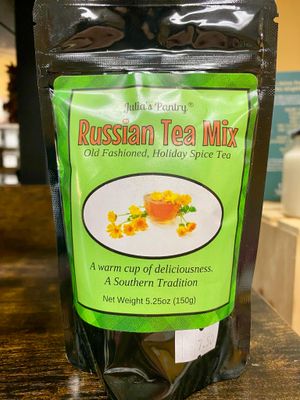 Julia's Pantry®
Russian Tea Mix
Old Fashioned, Holiday Spice Tea
A warm cup of deliciousness.
A Southern Tradition
Net Weight 5.25oz (150g)